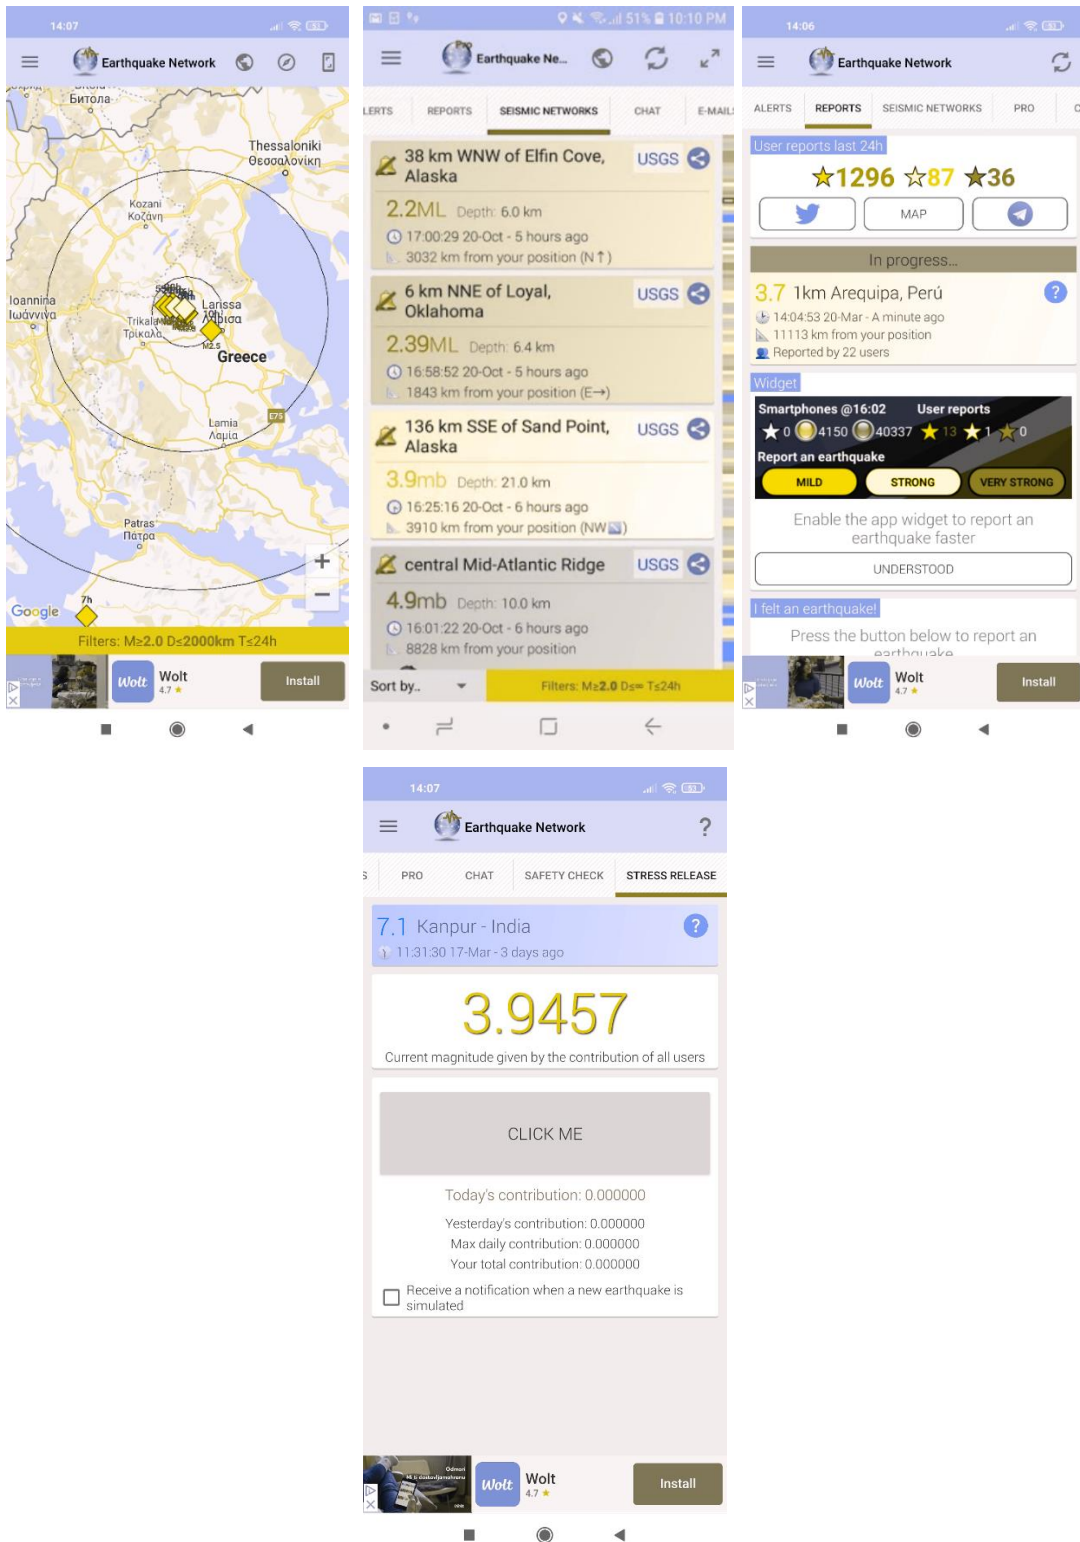 14:07
53
Earthquake Network
Битола
Thessaloniki
Θεσσαλονίκη
Kozani
Κοζάνη
Ioannina
Ιωάννινα
Larissa
Λάρισα
Trikala
Τρίκαλα
M2.5
Greece
E75
Lamia
Λαμία
Patras
Πάτρα
+
−
7h
Google
Filters: M≥2.0 D≤2000km T≤24h
Wolt
Wolt
4.7 ★
Install
51% 10:10 PM
PRO
Earthquake Ne...
LERTS REPORTS SEISMIC NETWORKS CHAT E-MAIL
38 km WNW of Elfin Cove,
Alaska
USGS
2.2ML Depth: 6.0 km
17:00:29 20-Oct - 5 hours ago
3032 km from your position (N↑)
6 km NNE of Loyal,
Oklahoma
USGS
2.39ML Depth: 6.4 km
16:58:52 20-Oct - 5 hours ago
1843 km from your position (E→)
136 km SSE of Sand Point,
Alaska
USGS
3.9mb Depth: 21.0 km
16:25:16 20-Oct - 6 hours ago
3910 km from your position (NW↖)
central Mid-Atlantic Ridge
USGS
4.9mb Depth: 10.0 km
16:01:22 20-Oct - 6 hours ago
8828 km from your position
Sort by..
Filters: M≥2.0 D≤∞ T≤24h
14:06
53
Earthquake Network
ALERTS REPORTS SEISMIC NETWORKS PRO C
User reports last 24h
★1296 ☆87 ★36
MAP
In progress...
3.7 1km Arequipa, Perú
?
14:04:53 20-Mar - A minute ago
11113 km from your position
Reported by 22 users
Widget
Smartphones @16:02 User reports
★ 0 4150 40337 ★ 13 ★ 1 ★ 0
Report an earthquake
MILD STRONG VERY STRONG
Enable the app widget to report an
earthquake faster
UNDERSTOOD
I felt an earthquake!
Press the button below to report an
earthquake
Wolt
Wolt
4.7 ★
Install
14:07
53
Earthquake Network
?
S PRO CHAT SAFETY CHECK STRESS RELEASE
7.1 Kanpur - India
?
11:31:30 17-Mar - 3 days ago
3.9457
Current magnitude given by the contribution of all users
CLICK ME
Today's contribution: 0.000000
Yesterday's contribution: 0.000000
Max daily contribution: 0.000000
Your total contribution: 0.000000
Receive a notification when a new earthquake is
simulated
Odmori
Wolt
Wolt
4.7 ★
Install